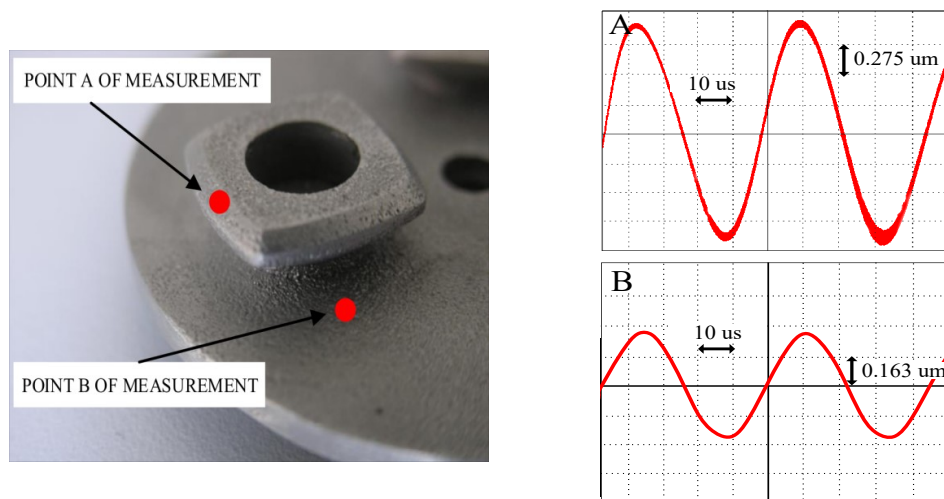 POINT A OF MEASUREMENT
POINT B OF MEASUREMENT
A
10 us
0.275 um
B
10 us
0.163 um